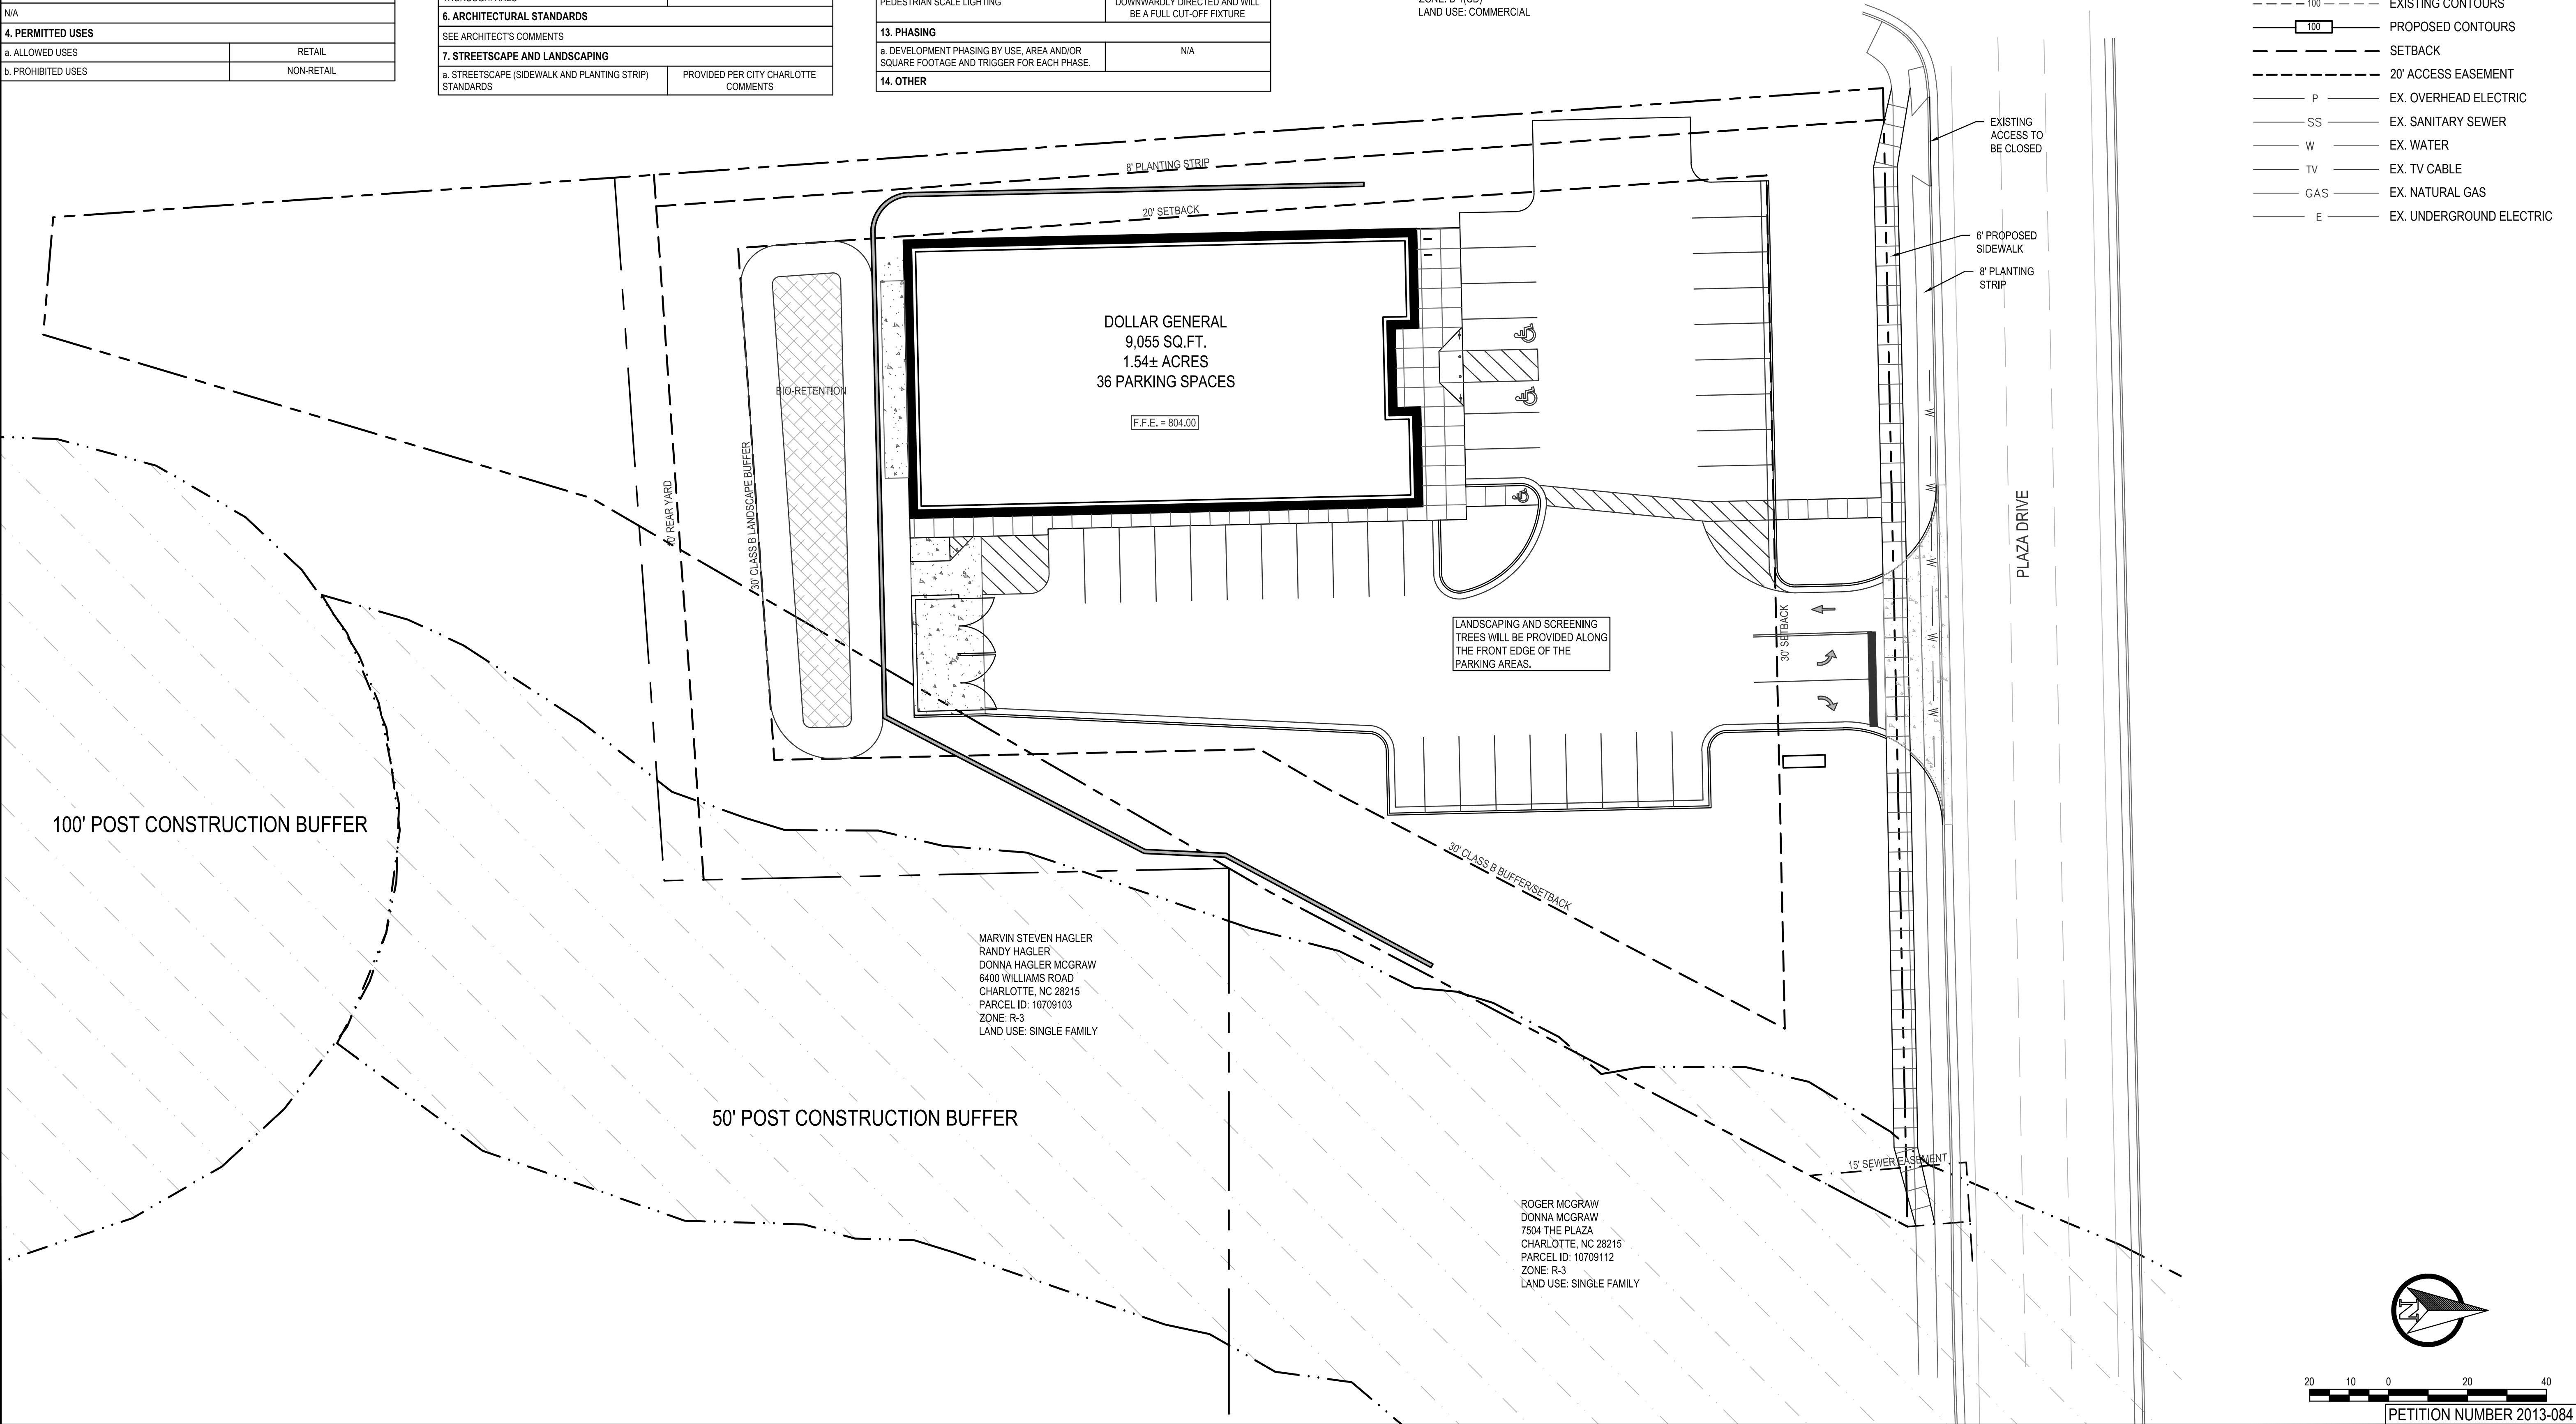 N/A
4. PERMITTED USES
a. ALLOWED USES RETAIL
b. PROHIBITED USES NON-RETAIL
6. ARCHITECTURAL STANDARDS
SEE ARCHITECT'S COMMENTS
7. STREETSCAPE AND LANDSCAPING
a. STREETSCAPE (SIDEWALK AND PLANTING STRIP) STANDARDS
PROVIDED PER CITY CHARLOTTE
COMMENTS
PEDESTRIAN SCALE LIGHTING
DOWNWARDLY DIRECTED AND WILL
BE A FULL CUT-OFF FIXTURE
13. PHASING
a. DEVELOPMENT PHASING BY USE, AREA AND/OR
SQUARE FOOTAGE AND TRIGGER FOR EACH PHASE.
N/A
14. OTHER
LAND USE: COMMERCIAL
100 EXISTING CONTOURS
100 PROPOSED CONTOURS
SETBACK
20' ACCESS EASEMENT
P EX. OVERHEAD ELECTRIC
SS EX. SANITARY SEWER
W EX. WATER
TV EX. TV CABLE
GAS EX. NATURAL GAS
E EX. UNDERGROUND ELECTRIC
EXISTING
ACCESS TO
BE CLOSED
6' PROPOSED
SIDEWALK
8' PLANTING
STRIP
8' PLANTING STRIP
20' SETBACK
DOLLAR GENERAL
9,055 SQ.FT.
1.54± ACRES
36 PARKING SPACES
F.F.E. = 804.00
BIO-RETENTION
REAR YARD
30' CLASS B LANDSCAPE BUFFER
PLAZA DRIVE
W
W
W
W
W
30' SETBACK
LANDSCAPING AND SCREENING
TREES WILL BE PROVIDED ALONG
THE FRONT EDGE OF THE
PARKING AREAS.
30' CLASS B BUFFER/SETBACK
100' POST CONSTRUCTION BUFFER
50' POST CONSTRUCTION BUFFER
MARVIN STEVEN HAGLER
RANDY HAGLER
DONNA HAGLER MCGRAW
6400 WILLIAMS ROAD
CHARLOTTE, NC 28215
PARCEL ID: 10709103
ZONE: R-3
LAND USE: SINGLE FAMILY
15' SEWER EASEMENT
ROGER MCGRAW
DONNA MCGRAW
7504 THE PLAZA
CHARLOTTE, NC 28215
PARCEL ID: 10709112
ZONE: R-3
LAND USE: SINGLE FAMILY
N
20 10 0 20 40
PETITION NUMBER 2013-084